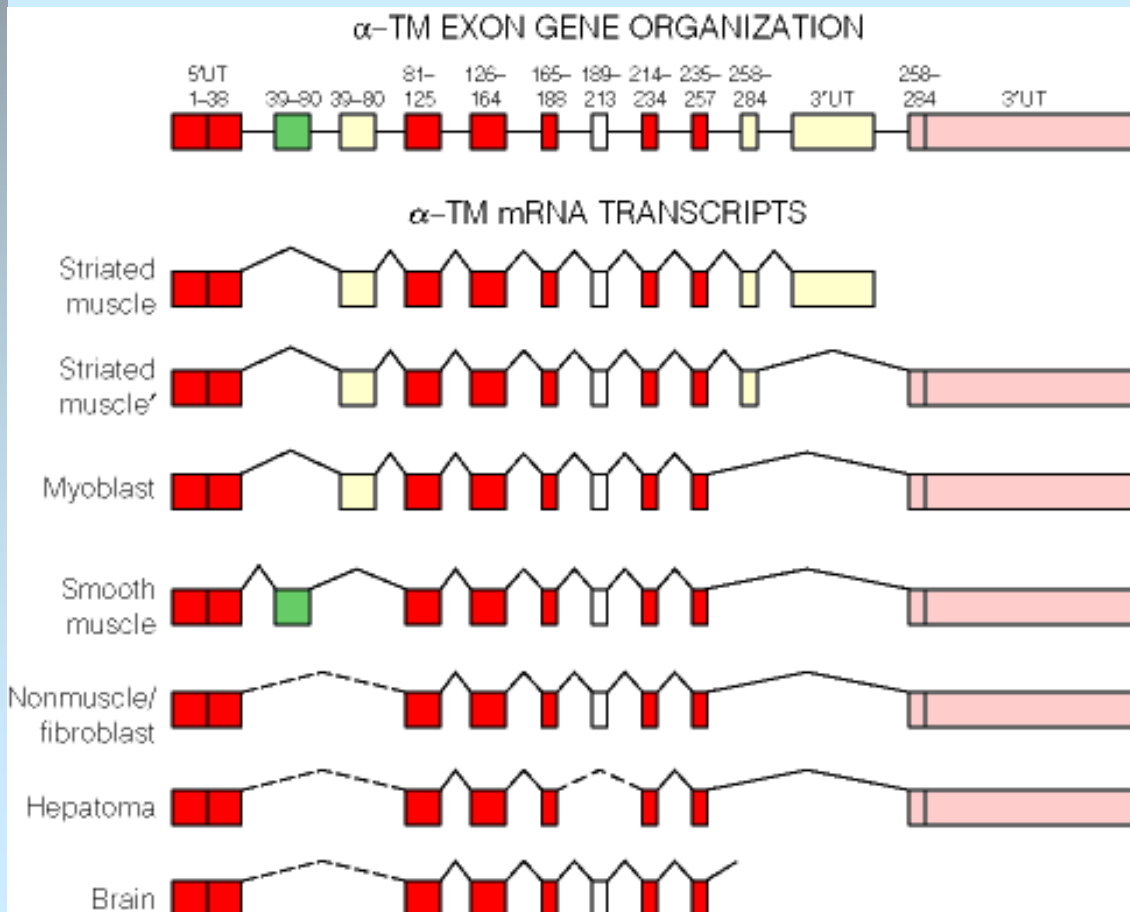 α–TM EXON GENE ORGANIZATION
5'UT 81– 126– 165– 189– 214– 235– 258– 258–
1–38 39–80 39–80 125 164 188 213 234 257 284 3'UT 284 3'UT
α–TM mRNA TRANSCRIPTS
Striated
muscle
Striated
muscle'
Myoblast
Smooth
muscle
Nonmuscle/
fibroblast
Hepatoma
Brain